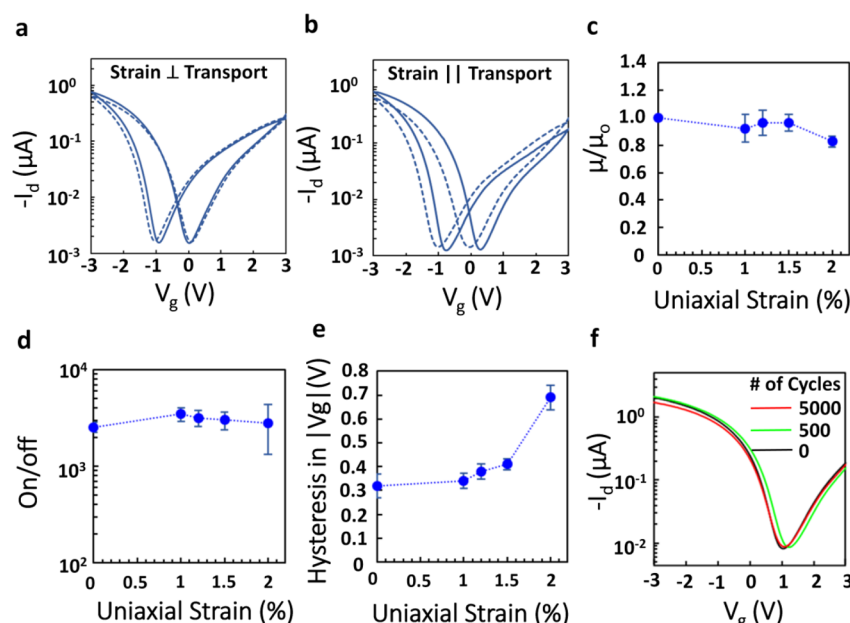 a
Strain ⊥ Transport
10⁰
10⁻¹
10⁻²
10⁻³
-I_d (μA)
-3 -2 -1 0 1 2 3
V_g (V)
b
Strain || Transport
10⁰
10⁻¹
10⁻²
10⁻³
-I_d (μA)
-3 -2 -1 0 1 2 3
V_g (V)
c
1.4
1.2
1.0
0.8
0.6
0.4
0.2
0
μ/μ_o
0 0.5 1 1.5 2
Uniaxial Strain (%)
d
10⁴
10³
10²
On/off
0 0.5 1 1.5 2
Uniaxial Strain (%)
e
0.8
0.7
0.6
0.5
0.4
0.3
0.2
0.1
0
Hysteresis in |Vg|(V)
0 0.5 1 1.5 2
Uniaxial Strain (%)
f
# of Cycles
5000
500
0
10⁰
10⁻¹
10⁻²
-I_d (μA)
-3 -2 -1 0 1 2 3
V_g (V)